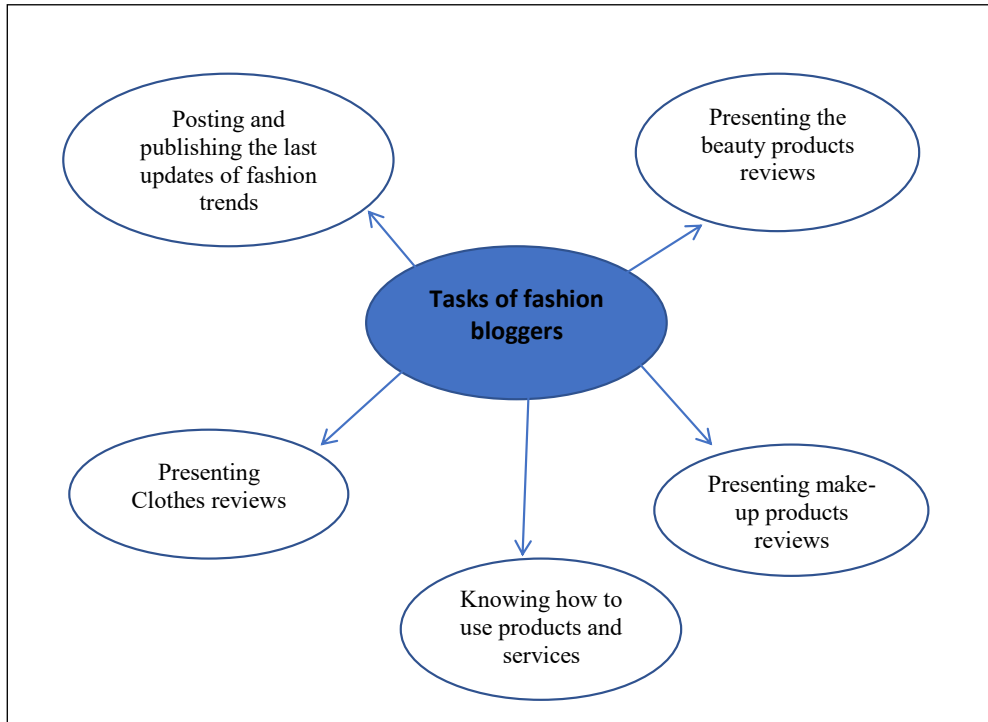 Posting and
publishing the last
updates of fashion
trends
Presenting the
beauty products
reviews
Tasks of fashion
bloggers
Presenting
Clothes reviews
Presenting make-
up products
reviews
Knowing how to
use products and
services